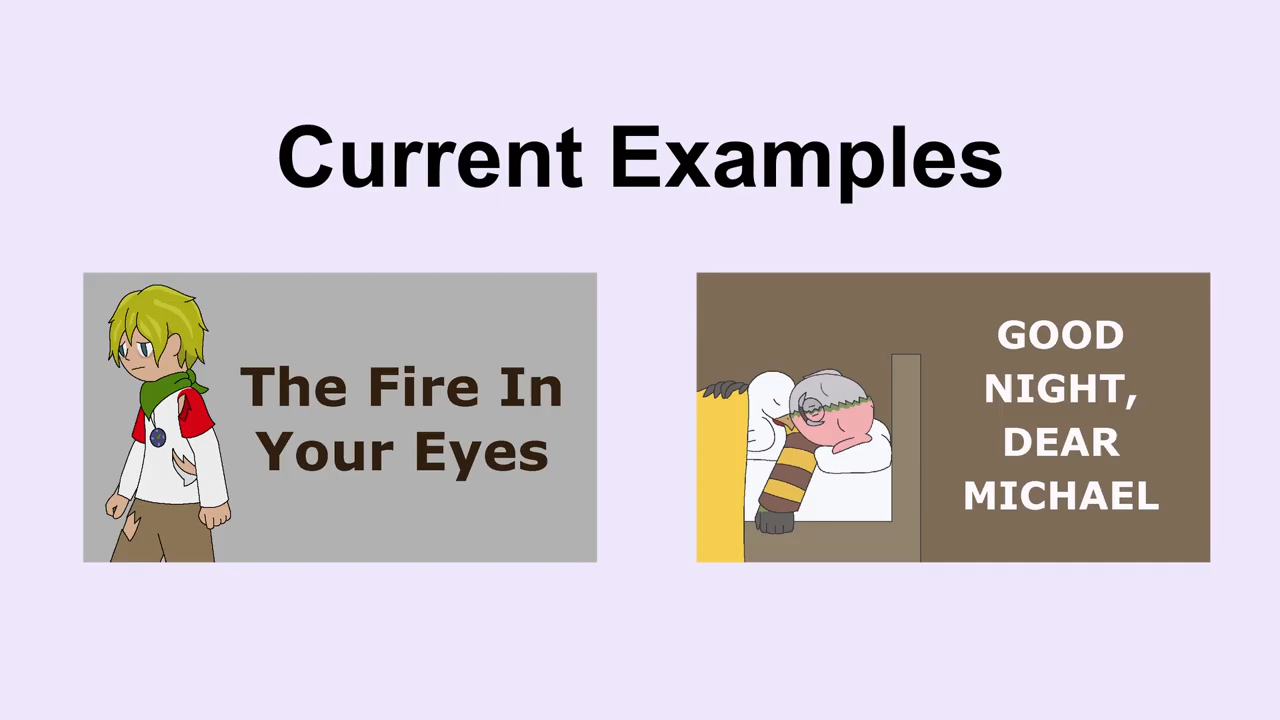 Current Examples
The Fire In
Your Eyes
GOOD
NIGHT,
DEAR
MICHAEL